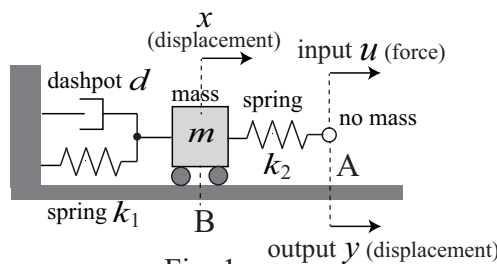 x
(displacement)
input u (force)
dashpot d
mass
spring
no mass
m
k2
A
spring k1
B
output y (displacement)